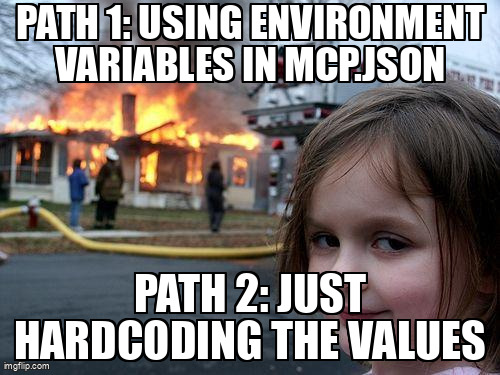 PATH 1: USING ENVIRONMENT
VARIABLES IN MCP.JSON
PATH 2: JUST
HARDCODING THE VALUES
imgflip.com